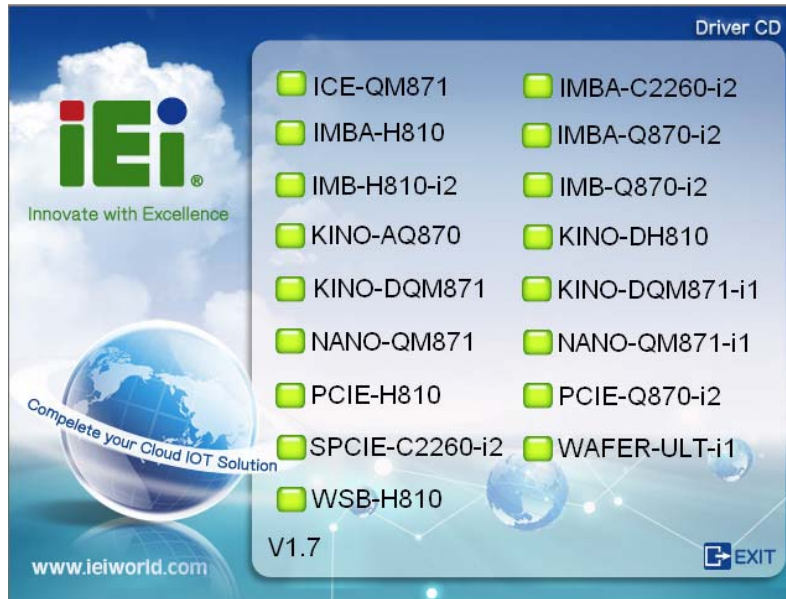 Driver CD
iEi®
Innovate with Excellence
ICE-QM871
IMBA-C2260-i2
IMBA-H810
IMBA-Q870-i2
IMB-H810-i2
IMB-Q870-i2
KINO-AQ870
KINO-DH810
KINO-DQM871
KINO-DQM871-i1
NANO-QM871
NANO-QM871-i1
PCIE-H810
PCIE-Q870-i2
SPCIE-C2260-i2
WAFER-ULT-i1
WSB-H810
Compelete your Cloud IOT Solution
V1.7
EXIT
www.ieiworld.com